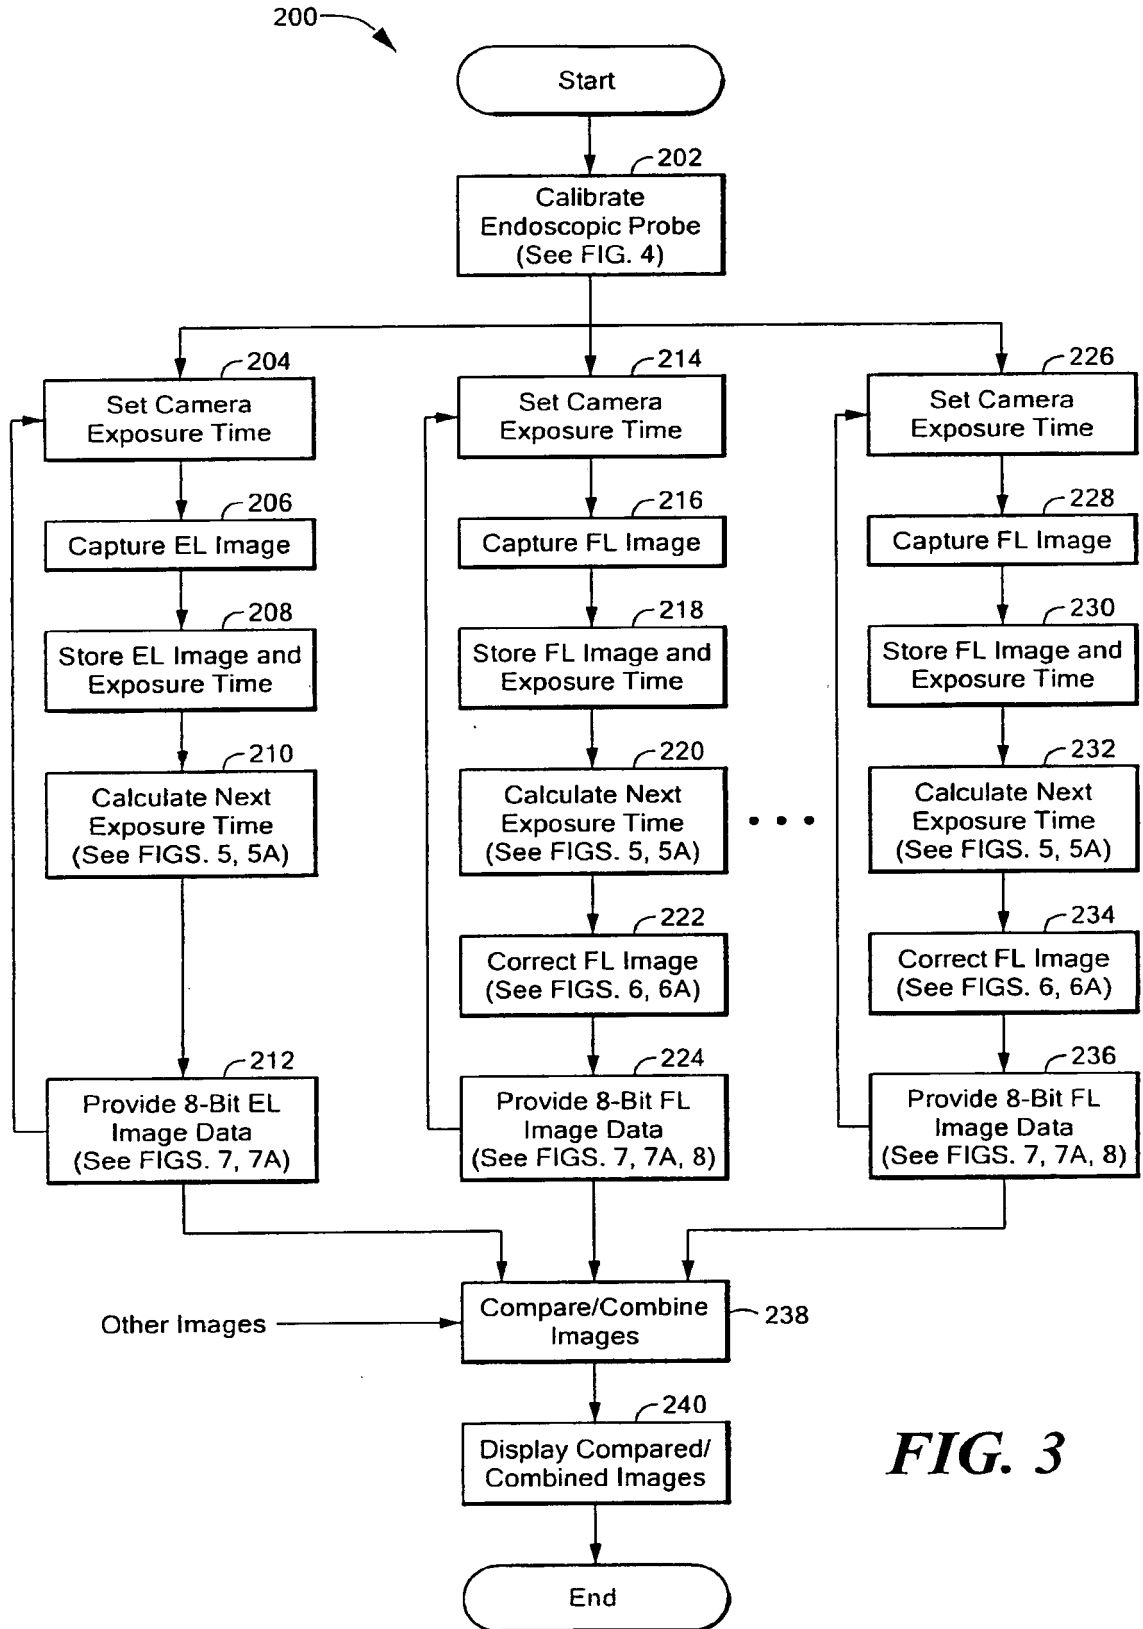 200
Start
202
Calibrate
Endoscopic Probe
(See FIG. 4)
204
Set Camera
Exposure Time
206
Capture EL Image
208
Store EL Image and
Exposure Time
210
Calculate Next
Exposure Time
(See FIGS. 5, 5A)
212
Provide 8-Bit EL
Image Data
(See FIGS. 7, 7A)
214
Set Camera
Exposure Time
216
Capture FL Image
218
Store FL Image and
Exposure Time
220
Calculate Next
Exposure Time
(See FIGS. 5, 5A)
222
Correct FL Image
(See FIGS. 6, 6A)
224
Provide 8-Bit FL
Image Data
(See FIGS. 7, 7A, 8)
• • •
226
Set Camera
Exposure Time
228
Capture FL Image
230
Store FL Image and
Exposure Time
232
Calculate Next
Exposure Time
(See FIGS. 5, 5A)
234
Correct FL Image
(See FIGS. 6, 6A)
236
Provide 8-Bit FL
Image Data
(See FIGS. 7, 7A, 8)
Other Images
Compare/Combine
Images
238
240
Display Compared/
Combined Images
End
FIG. 3